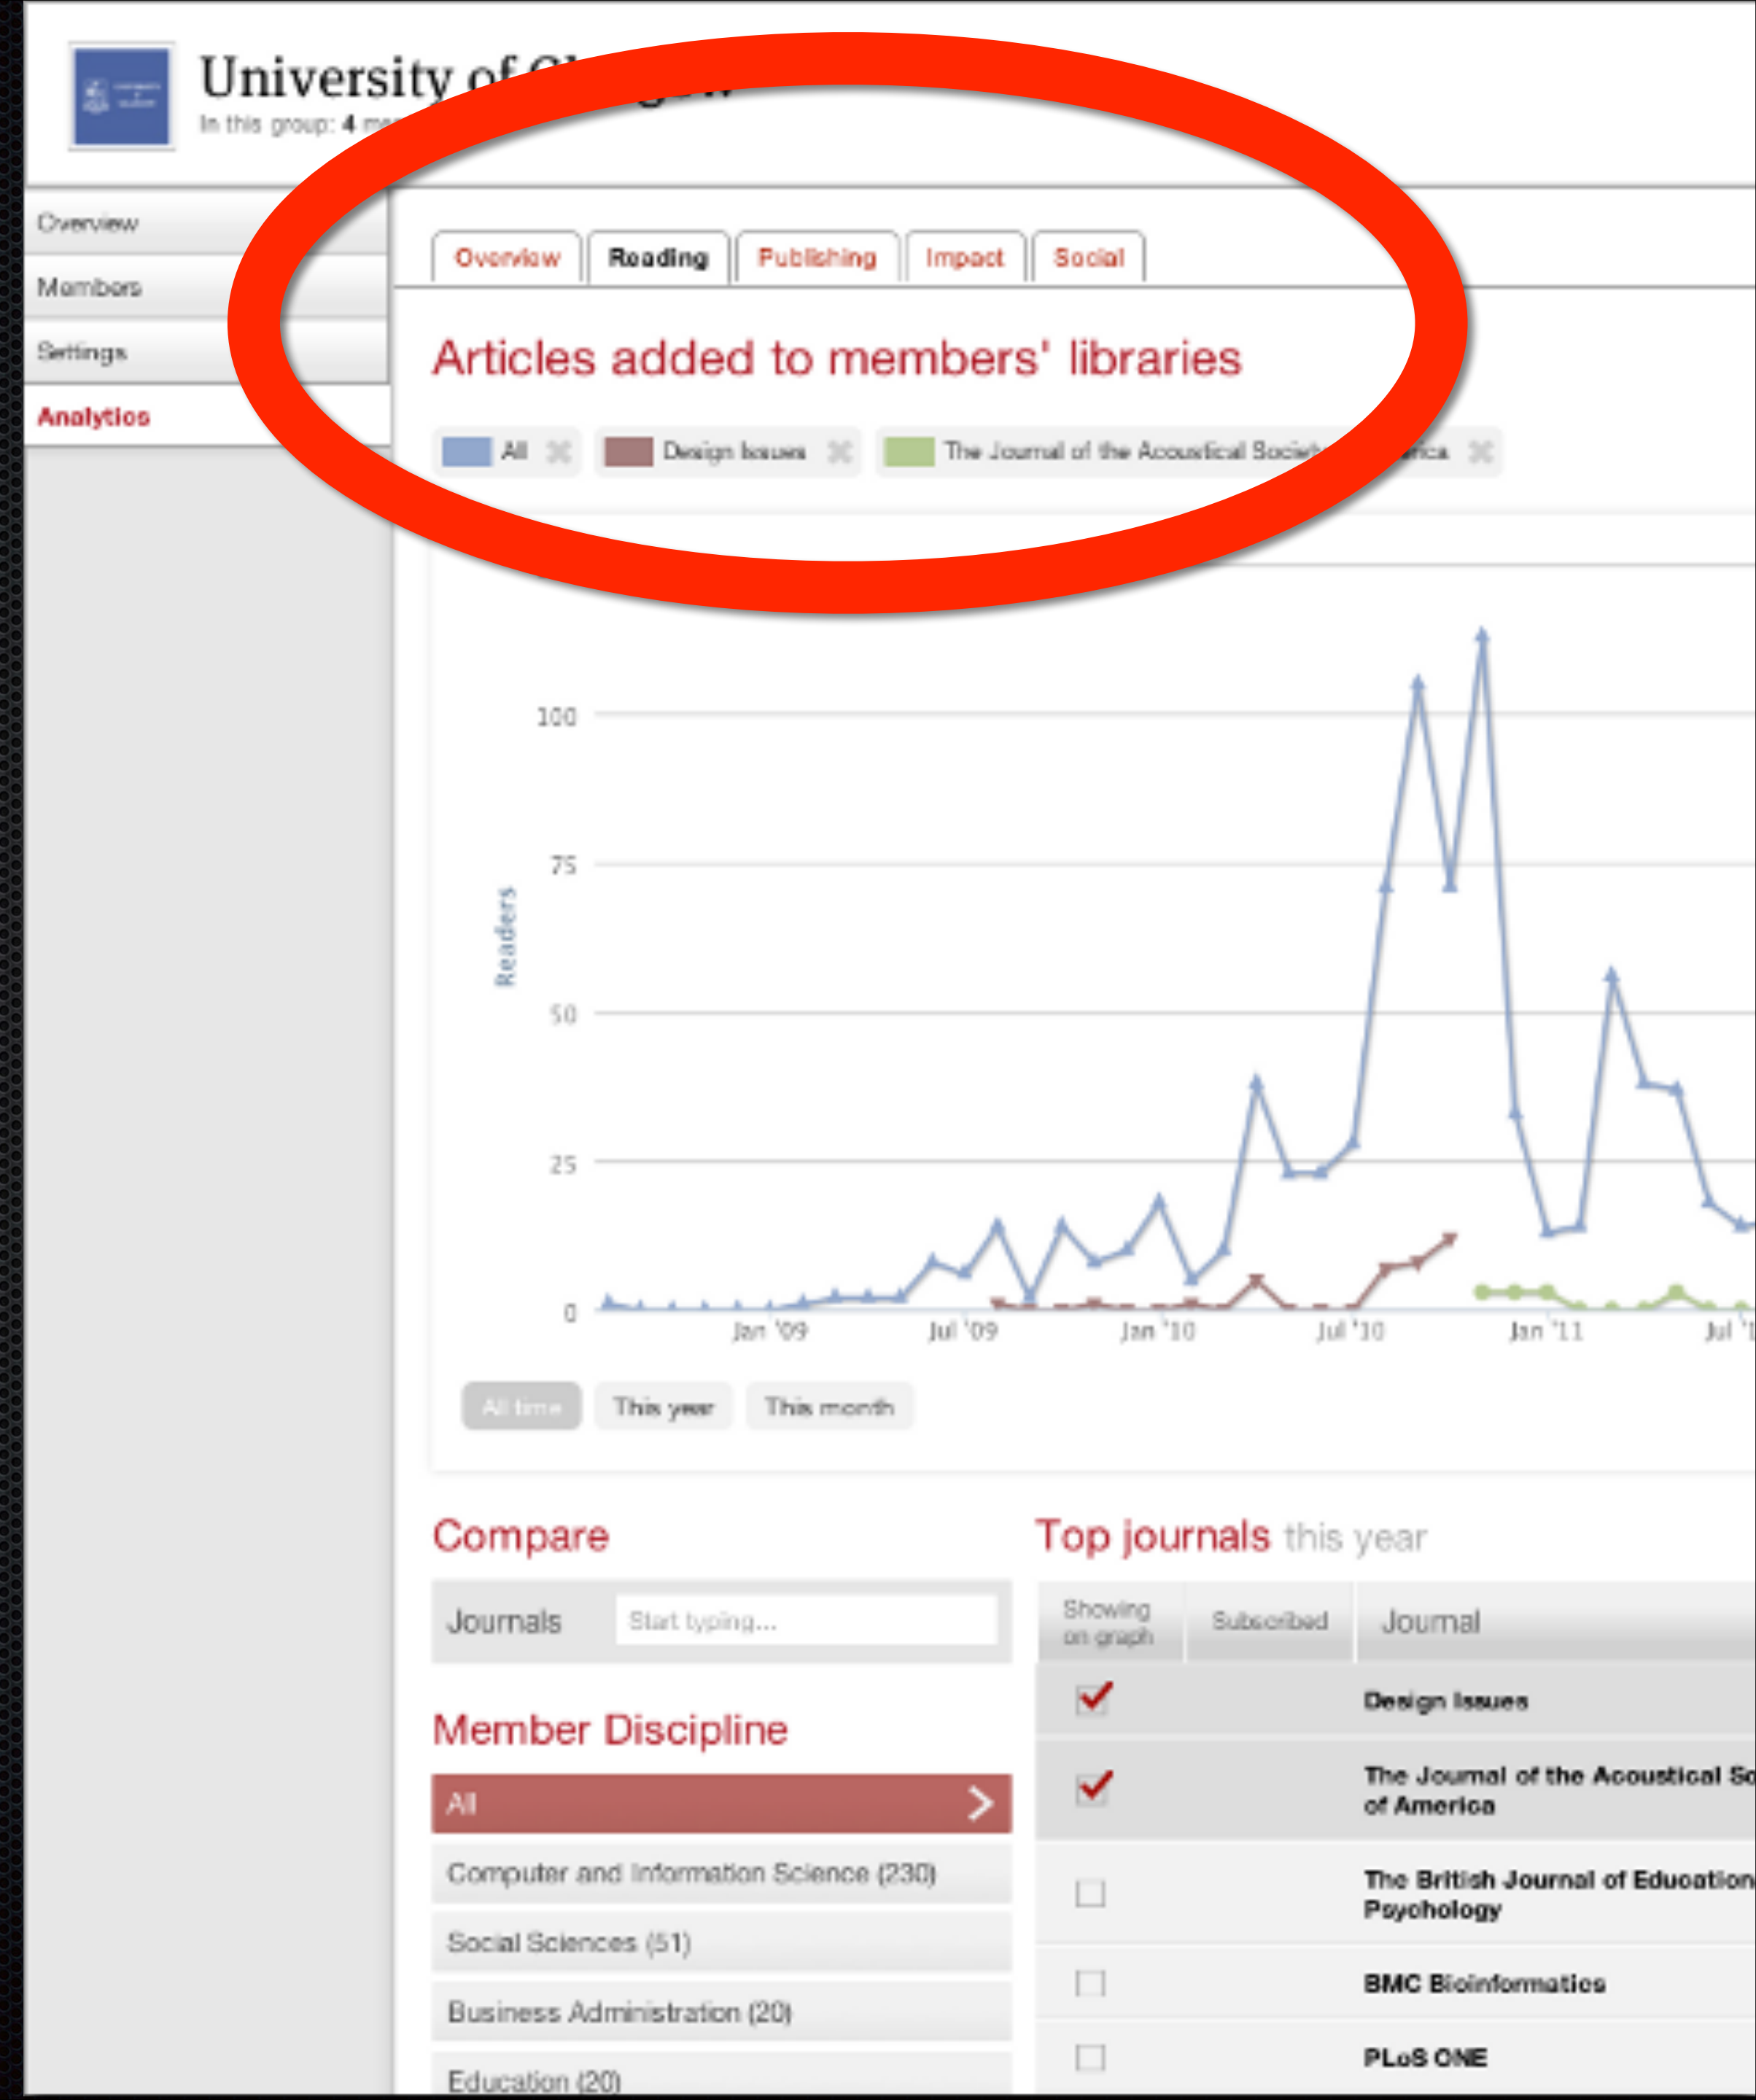 University of
In this group: 4
Overview
Members
Settings
Analytics
Overview Reading Publishing Impact Social
Articles added to members' libraries
All Design Issues The Journal of the Acoustical
100
75
50
25
0
Readers
Jan '09 Jul '09 Jan '10 Jul '10 Jan '11 Jul '1
All time This year This month
Compare
Journals Start typing...
Member Discipline
All
Computer and Information Science (230)
Social Sciences (51)
Business Administration (20)
Education (20)
Top journals this year
Showing on graph Subscribed Journal
Design Issues
The Journal of the Acoustical So
of America
The British Journal of Education
Psychology
BMC Bioinformatics
PLoS ONE